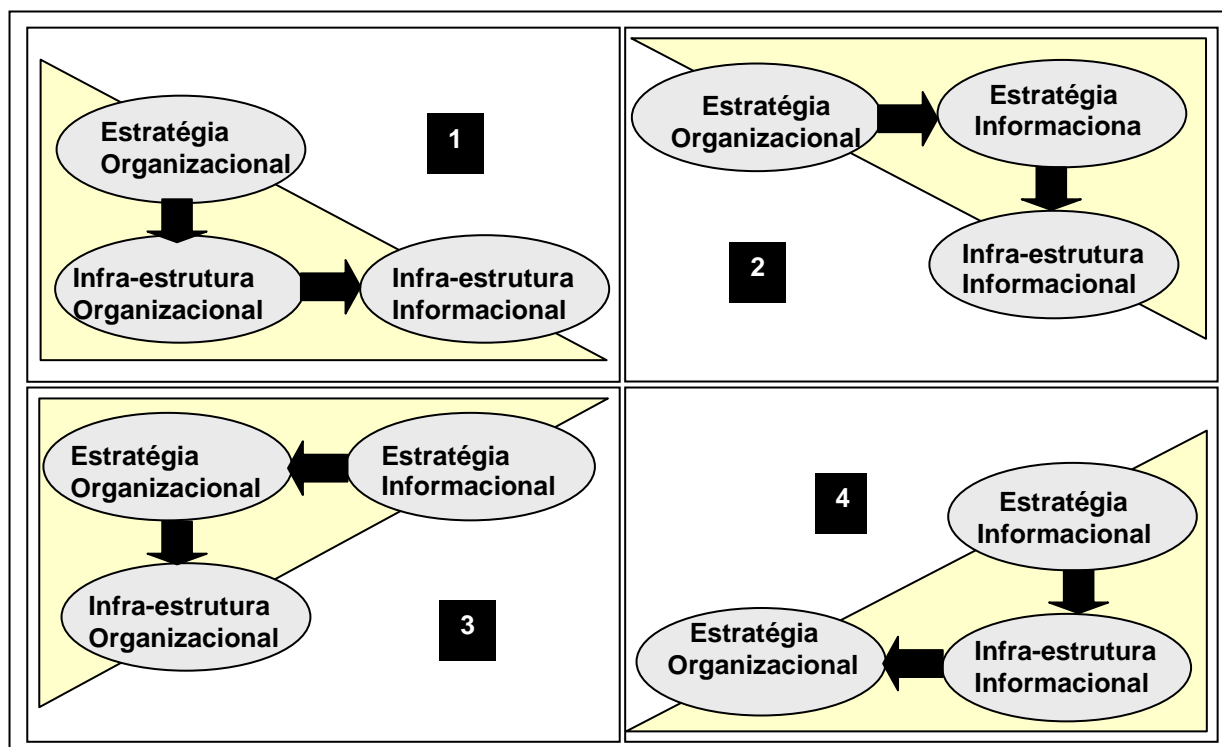 Estratégia
Organizacional
1
Infra-estrutura
Organizacional
Infra-estrutura
Informacional
Estratégia
Organizacional
Estratégia
Informaciona
2
Infra-estrutura
Informacional
Estratégia
Organizacional
Estratégia
Informacional
Infra-estrutura
Organizacional
3
4
Estratégia
Informacional
Estratégia
Organizacional
Infra-estrutura
Informacional